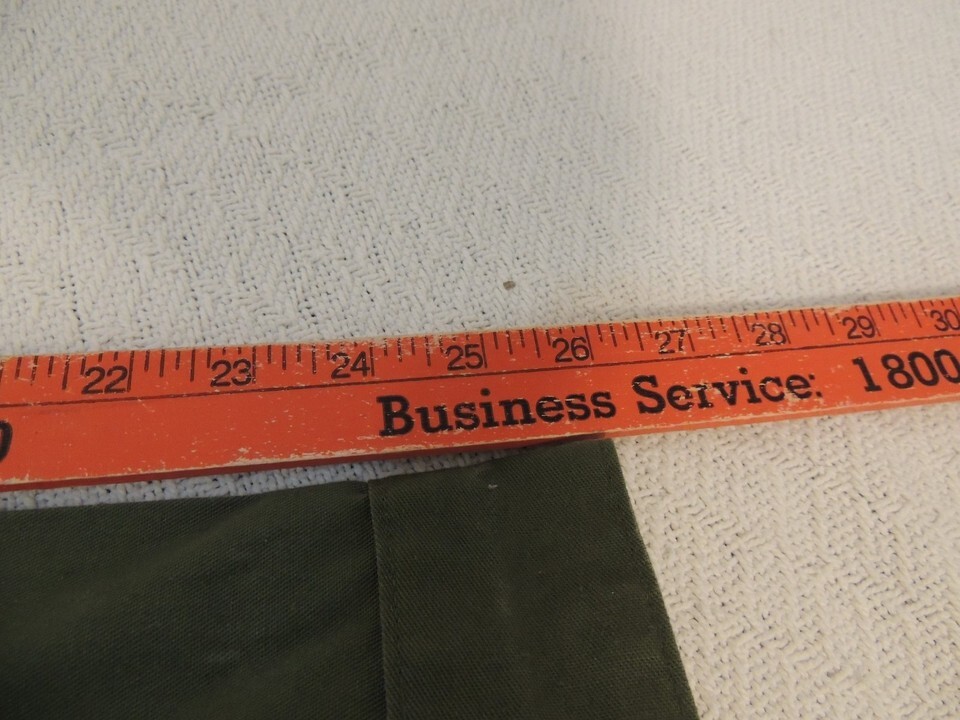 22 23 24 25 26 27 28 29 30
Business Service: 1800